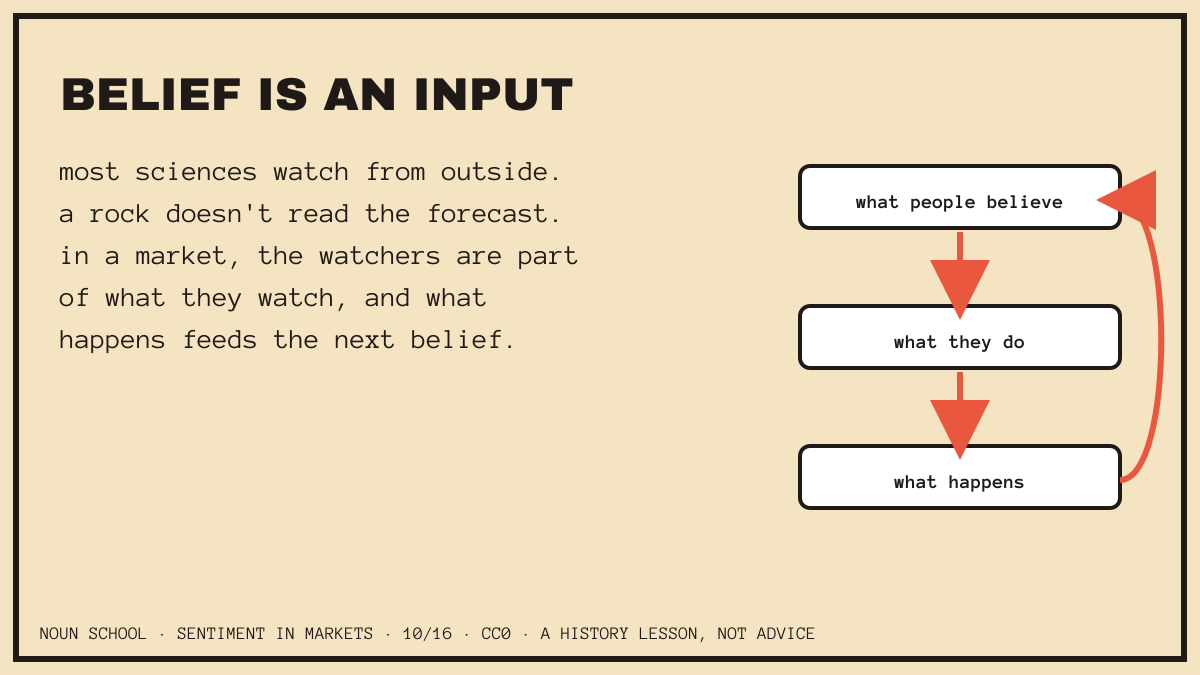 BELIEF IS AN INPUT
most sciences watch from outside.
a rock doesn't read the forecast.
in a market, the watchers are part
of what they watch, and what
happens feeds the next belief.
what people believe
what they do
what happens
NOUN SCHOOL · SENTIMENT IN MARKETS · 10/16 · CC0 · A HISTORY LESSON, NOT ADVICE